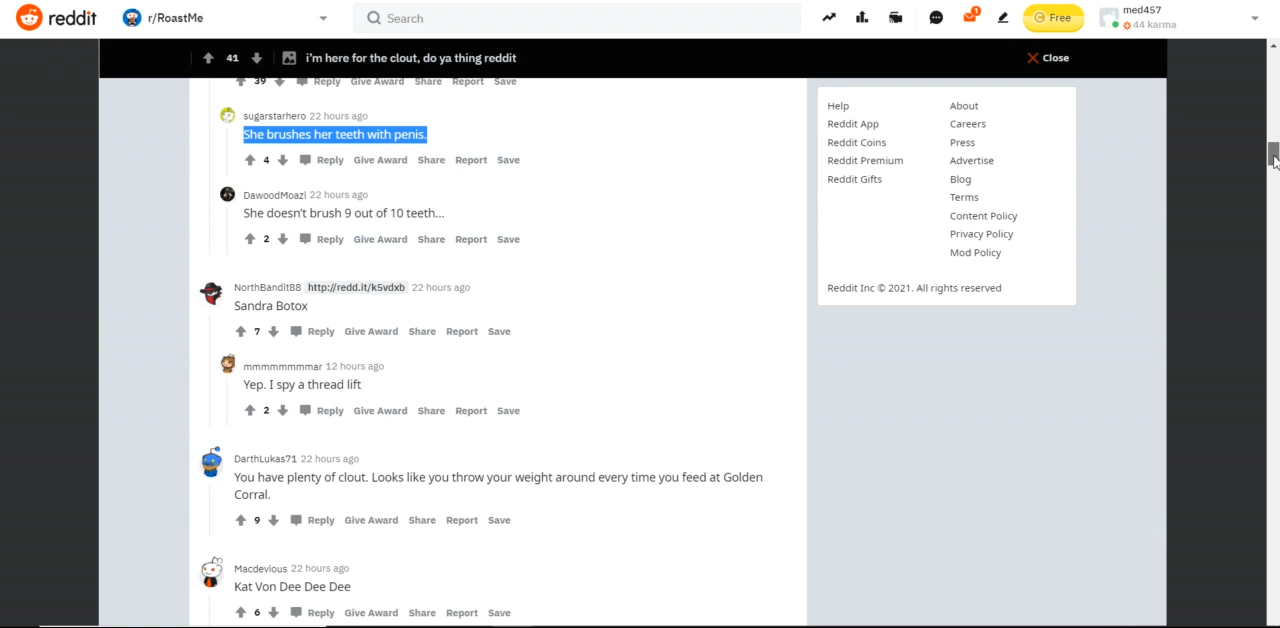 reddit r/RoastMe Search 1 Free med457
44 karma
41 i'm here for the clout, do ya thing reddit Close
39 Reply Give Award Share Report Save
sugarstarhero 22 hours ago
She brushes her teeth with penis.
4 Reply Give Award Share Report Save
DawoodMoazi 22 hours ago
She doesn't brush 9 out of 10 teeth...
2 Reply Give Award Share Report Save
NorthBandit88 http://redd.it/k5vdxb 22 hours ago
Sandra Botox
7 Reply Give Award Share Report Save
mmmmmmmmar 12 hours ago
Yep. I spy a thread lift
2 Reply Give Award Share Report Save
DarthLukas71 22 hours ago
You have plenty of clout. Looks like you throw your weight around every time you feed at Golden
Corral.
9 Reply Give Award Share Report Save
Macdevious 22 hours ago
Kat Von Dee Dee Dee
6 Reply Give Award Share Report Save
Help About
Reddit App Careers
Reddit Coins Press
Reddit Premium Advertise
Reddit Gifts Blog
Terms
Content Policy
Privacy Policy
Mod Policy
Reddit Inc © 2021. All rights reserved